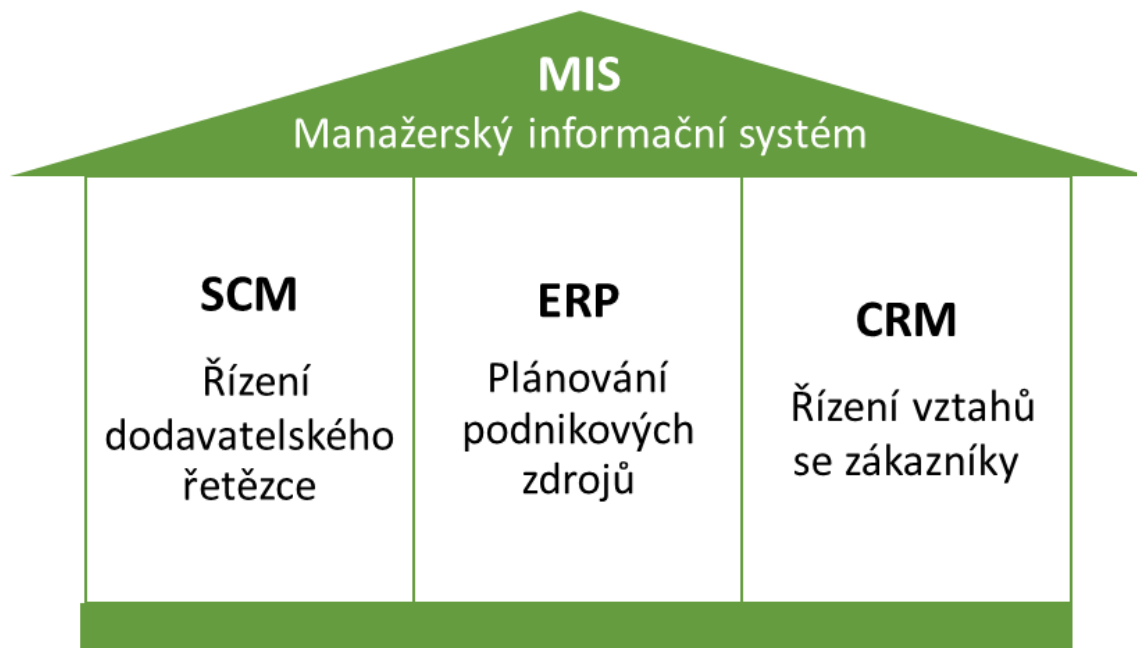 MIS
Manažerský informační systém
SCM
Řízení
dodavatelského
řetězce
ERP
Plánování
podnikových
zdrojů
CRM
Řízení vztahů
se zákazníky